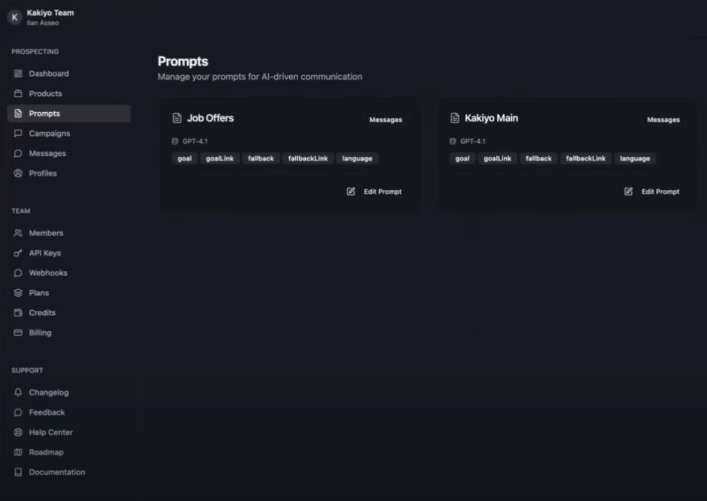 K
Kakiyo Team
Ilan Asseo
PROSPECTING
Dashboard
Products
Prompts
Campaigns
Messages
Profiles
TEAM
Members
API Keys
Webhooks
Plans
Credits
Billing
SUPPORT
Changelog
Feedback
Help Center
Roadmap
Documentation
Prompts
Manage your prompts for AI-driven communication
Job Offers
Messages
GPT-4.1
goal goalLink fallback fallbackLink language
Edit Prompt
Kakiyo Main
Messages
GPT-4.1
goal goalLink fallback fallbackLink language
Edit Prompt